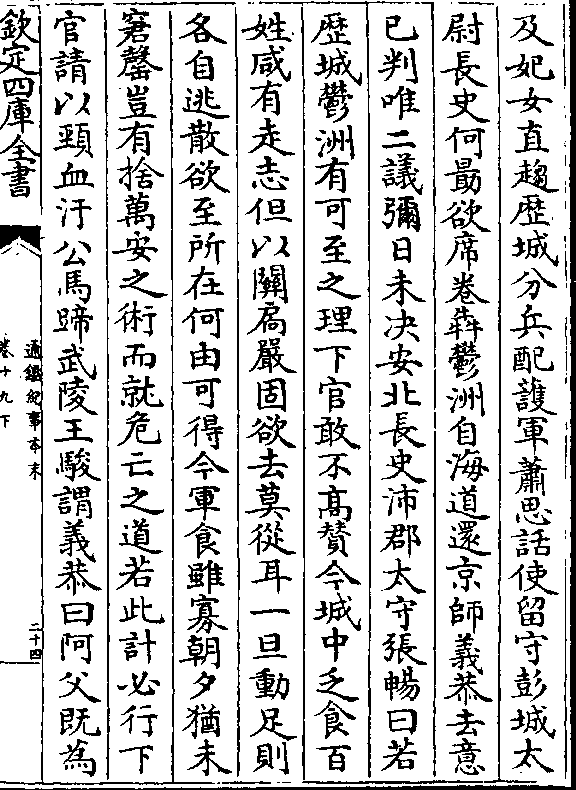 及妃女直趨歴城分兵配護軍蕭思話使留守彭城太
尉長史何朂欲席卷犇鬱洲自海道還京師義恭去意
已判唯二議彌日未决安北長史沛郡太守張暢曰若
歴城鬱洲有可至之理下官敢不髙賛今城中乏食百
姓咸有走志但以闗扄嚴固欲去莫從耳一旦動足則
各自逃散欲至所在何由可得今軍食雖寡朝夕猶未
窘罄豈有捨萬安之術而就危亡之道若此計必行下
官請以頸血汙公馬蹄武陵王駿謂義恭曰阿父既為
欽定四庫全書
通鑑紀事本末
卷十九下
二十四